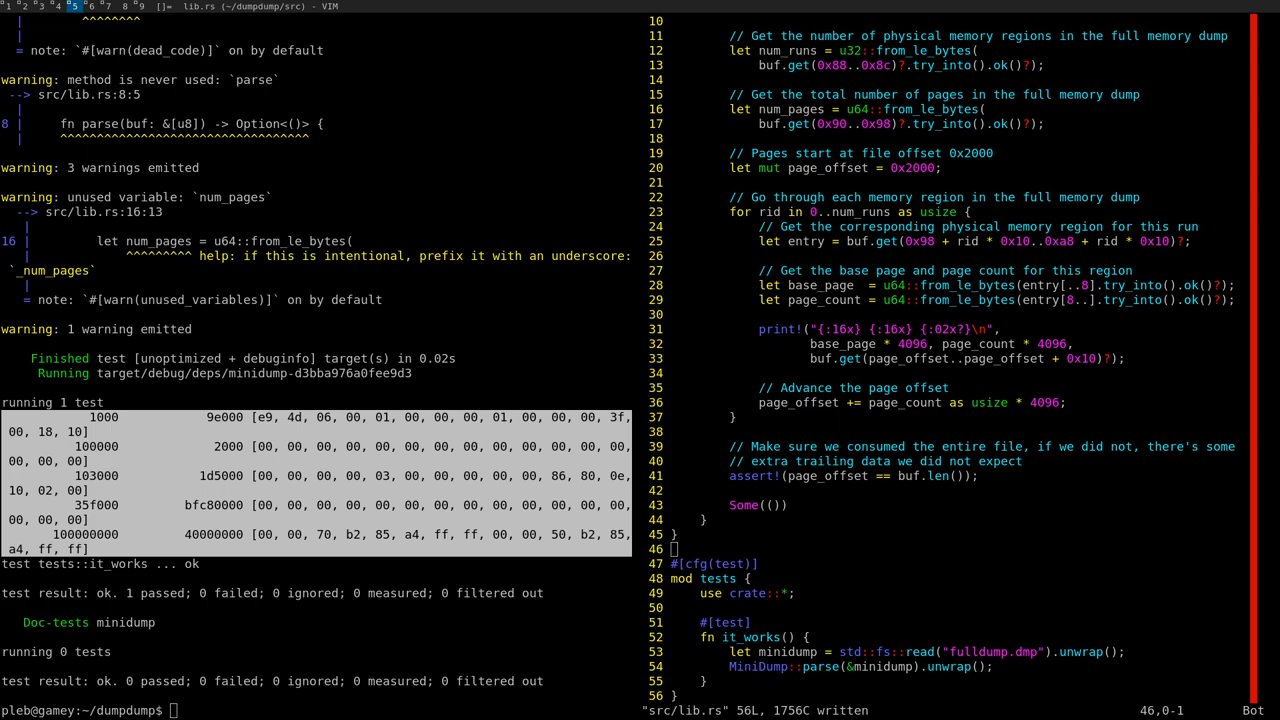 1 2 3 4 5 6 7 8 9 []= lib.rs (~/dumpdump/src) - VIM
| ^^^^^^^^
|
= note: `#[warn(dead_code)]` on by default
warning: method is never used: `parse`
--> src/lib.rs:8:5
|
8 | fn parse(buf: &[u8]) -> Option<()> {
| ^^^^^^^^^^^^^^^^^^^^^^^^^^^^^^^^^^
warning: 3 warnings emitted
warning: unused variable: `num_pages`
--> src/lib.rs:16:13
|
16 | let num_pages = u64::from_le_bytes(
| ^^^^^^^^^ help: if this is intentional, prefix it with an underscore:
`_num_pages`
|
= note: `#[warn(unused_variables)]` on by default
warning: 1 warning emitted
Finished test [unoptimized + debuginfo] target(s) in 0.02s
Running target/debug/deps/minidump-d3bba976a0fee9d3
running 1 test
1000 9e000 [e9, 4d, 06, 00, 01, 00, 00, 00, 01, 00, 00, 00, 3f,
00, 18, 10]
100000 2000 [00, 00, 00, 00, 00, 00, 00, 00, 00, 00, 00, 00, 00,
00, 00, 00]
103000 1d5000 [00, 00, 00, 00, 03, 00, 00, 00, 00, 00, 86, 80, 0e,
10, 02, 00]
35f000 bfc80000 [00, 00, 00, 00, 00, 00, 00, 00, 00, 00, 00, 00, 00,
00, 00, 00]
100000000 40000000 [00, 00, 70, b2, 85, a4, ff, ff, 00, 00, 50, b2, 85,
a4, ff, ff]
test tests::it_works ... ok
test result: ok. 1 passed; 0 failed; 0 ignored; 0 measured; 0 filtered out
Doc-tests minidump
running 0 tests
test result: ok. 0 passed; 0 failed; 0 ignored; 0 measured; 0 filtered out
pleb@gamey:~/dumpdump$
10
11 // Get the number of physical memory regions in the full memory dump
12 let num_runs = u32::from_le_bytes(
13 buf.get(0x88..0x8c)?.try_into().ok()?);
14
15 // Get the total number of pages in the full memory dump
16 let num_pages = u64::from_le_bytes(
17 buf.get(0x90..0x98)?.try_into().ok()?);
18
19 // Pages start at file offset 0x2000
20 let mut page_offset = 0x2000;
21
22 // Go through each memory region in the full memory dump
23 for rid in 0..num_runs as usize {
24 // Get the corresponding physical memory region for this run
25 let entry = buf.get(0x98 + rid * 0x10..0xa8 + rid * 0x10)?;
26
27 // Get the base page and page count for this region
28 let base_page = u64::from_le_bytes(entry[..8].try_into().ok()?);
29 let page_count = u64::from_le_bytes(entry[8..].try_into().ok()?);
30
31 print!("{:16x} {:16x} {:02x?}\n",
32 base_page * 4096, page_count * 4096,
33 buf.get(page_offset..page_offset + 0x10)?);
34
35 // Advance the page offset
36 page_offset += page_count as usize * 4096;
37 }
38
39 // Make sure we consumed the entire file, if we did not, there's some
40 // extra trailing data we did not expect
41 assert!(page_offset == buf.len());
42
43 Some(())
44 }
45 }
46
47 #[cfg(test)]
48 mod tests {
49 use crate::*;
50
51 #[test]
52 fn it_works() {
53 let minidump = std::fs::read("fulldump.dmp").unwrap();
54 MiniDump::parse(&minidump).unwrap();
55 }
56 }
"src/lib.rs" 56L, 1756C written 46,0-1 Bot